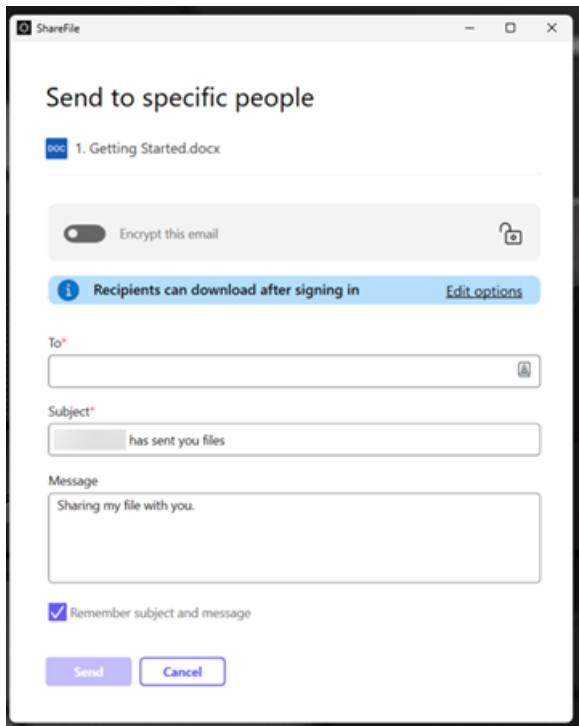 ShareFile
Send to specific people
DOC 1. Getting Started.docx
Encrypt this email
Recipients can download after signing in Edit options
To*
Subject*
has sent you files
Message
Sharing my file with you.
Remember subject and message
Send Cancel